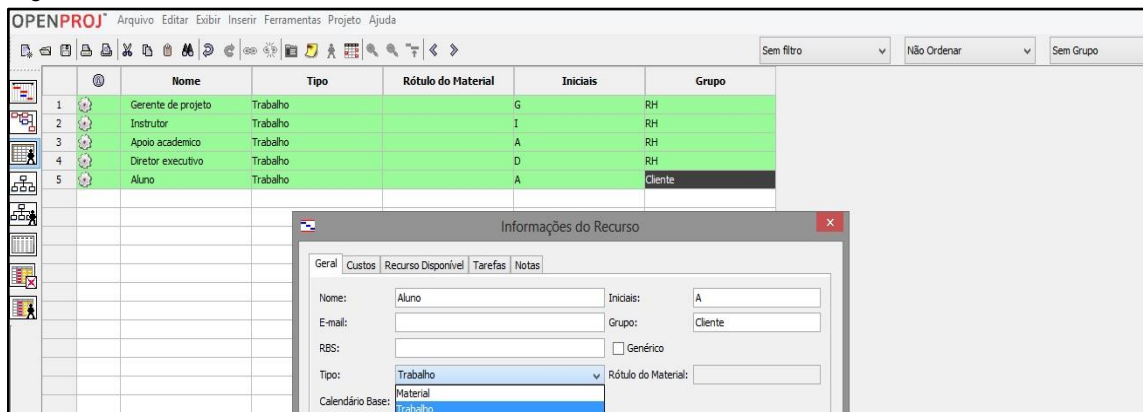 OPENPROJ Arquivo Editar Exibir Inserir Ferramentas Projeto Ajuda
Sem filtro Não Ordenar Sem Grupo
Nome Tipo Rótulo do Material Iniciais Grupo
1 Gerente de projeto Trabalho G RH
2 Instrutor Trabalho I RH
3 Apoio academico Trabalho A RH
4 Diretor executivo Trabalho D RH
5 Aluno Trabalho A Cliente
Informações do Recurso
Geral Custos Recurso Disponível Tarefas Notas
Nome: Aluno Iniciais: A
E-mail: Grupo: Cliente
RBS: Genérico
Tipo: Trabalho Rótulo do Material:
Material
Calendário Base: Trabalho